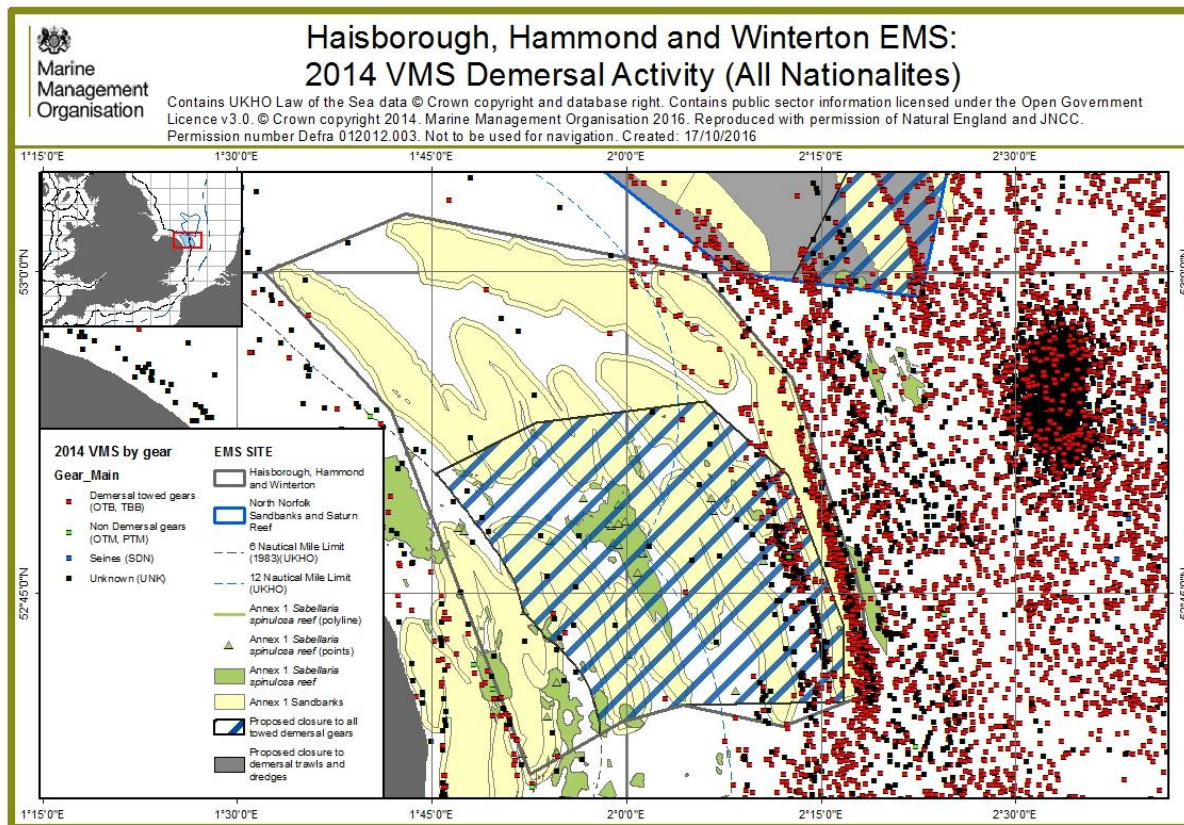 Marine
Management
Organisation
Haisborough, Hammond and Winterton EMS:
2014 VMS Demersal Activity (All Nationalites)
Contains UKHO Law of the Sea data © Crown copyright and database right. Contains public sector information licensed under the Open Government
Licence v3.0. © Crown copyright 2014. Marine Management Organisation 2016. Reproduced with permission of Natural England and JNCC.
Permission number Defra 012012.003. Not to be used for navigation. Created: 17/10/2016
1°15'0"E
1°30'0"E
1°45'0"E
2°0'0"E
2°15'0"E
2°30'0"E
53°0'0"N
53°0'0"N
52°45'0"N
52°45'0"N
2014 VMS by gear
Gear_Main
Demersal towed gears
(OTB, TBB)
Non Demersal gears
(OTM, PTM)
Seines (SDN)
Unknown (UNK)
EMS SITE
Haisborough, Hammond
and Winterton
North Norfolk
Sandbanks and Saturn
Reef
6 Nautical Mile Limit
(1983)(UKHO)
12 Nautical Mile Limit
(UKHO)
Annex 1 Sabellaria
spinulosa reef (polyline)
Annex 1 Sabellaria
spinulosa reef (points)
Annex 1 Sabellaria
spinulosa reef
Annex 1 Sandbanks
Proposed closure to all
towed demersal gears
Proposed closure to
demersal trawls and
dredges
1°15'0"E
1°30'0"E
1°45'0"E
2°0'0"E
2°15'0"E
2°30'0"E